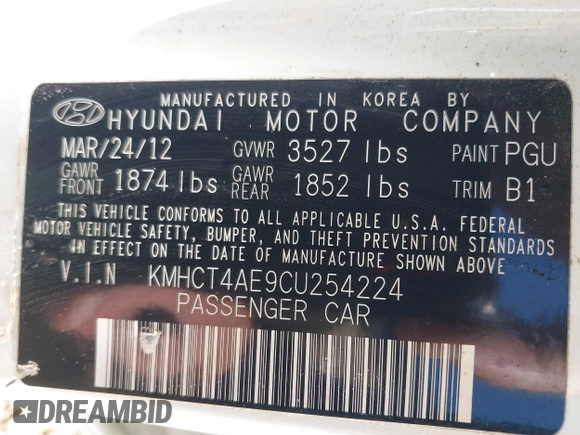 MANUFACTURED IN KOREA BY
HYUNDAI MOTOR COMPANY
MAR/24/12 GVWR 3527 lbs PAINT PGU
GAWR FRONT 1874 lbs GAWR REAR 1852 lbs TRIM B1
THIS VEHICLE CONFORMS TO ALL APPLICABLE U.S.A. FEDERAL
MOTOR VEHICLE SAFETY, BUMPER, AND THEFT PREVENTION STANDARDS
IN EFFECT ON THE DATE OF MANUFACTURE SHOWN ABOVE
V.I.N KMHCT4AE9CU254224
PASSENGER CAR
DREAMBID